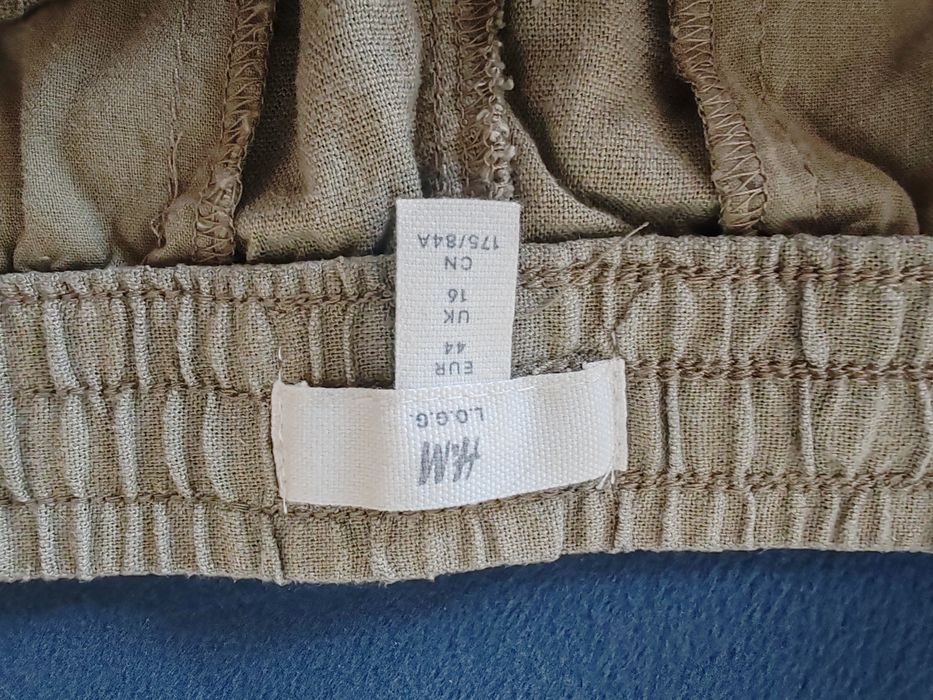 H&M
L.O.G.G.
EUR
44
UK
16
CN
175/84A